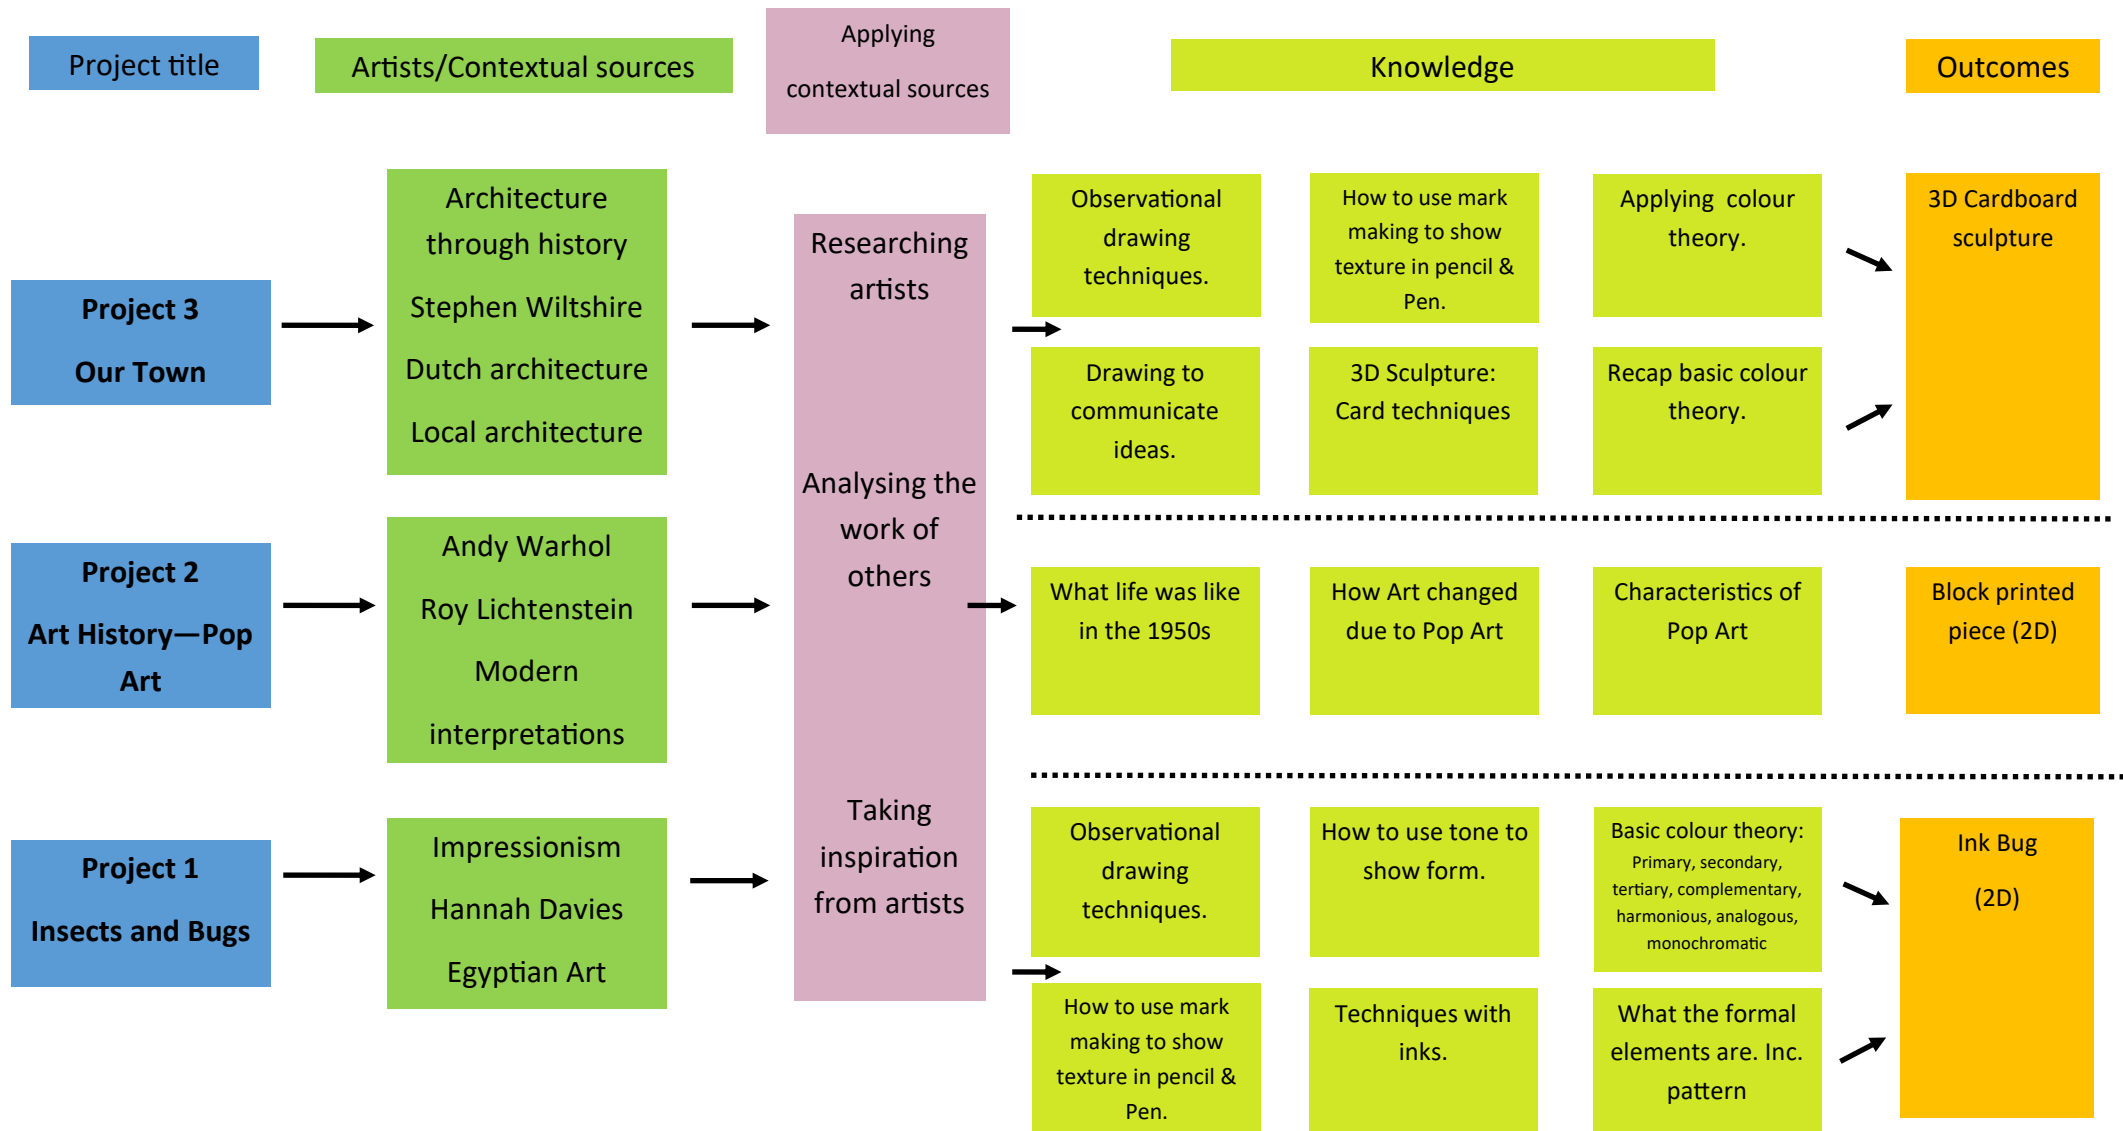 Project title
Artists/Contextual sources
Applying
contextual sources
Knowledge
Outcomes
Project 3
Our Town
Architecture
through history
Stephen Wiltshire
Dutch architecture
Local architecture
Researching
artists
Analysing the
work of
others
Taking
inspiration
from artists
Observational
drawing
techniques.
How to use mark
making to show
texture in pencil &
Pen.
Applying colour
theory.
Drawing to
communicate
ideas.
3D Sculpture:
Card techniques
Recap basic colour
theory.
3D Cardboard
sculpture
Project 2
Art History—Pop
Art
Andy Warhol
Roy Lichtenstein
Modern
interpretations
What life was like
in the 1950s
How Art changed
due to Pop Art
Characteristics of
Pop Art
Block printed
piece (2D)
Project 1
Insects and Bugs
Impressionism
Hannah Davies
Egyptian Art
Observational
drawing
techniques.
How to use tone to
show form.
Basic colour theory:
Primary, secondary,
tertiary, complementary,
harmonious, analogous,
monochromatic
How to use mark
making to show
texture in pencil &
Pen.
Techniques with
inks.
What the formal
elements are. Inc.
pattern
Ink Bug
(2D)